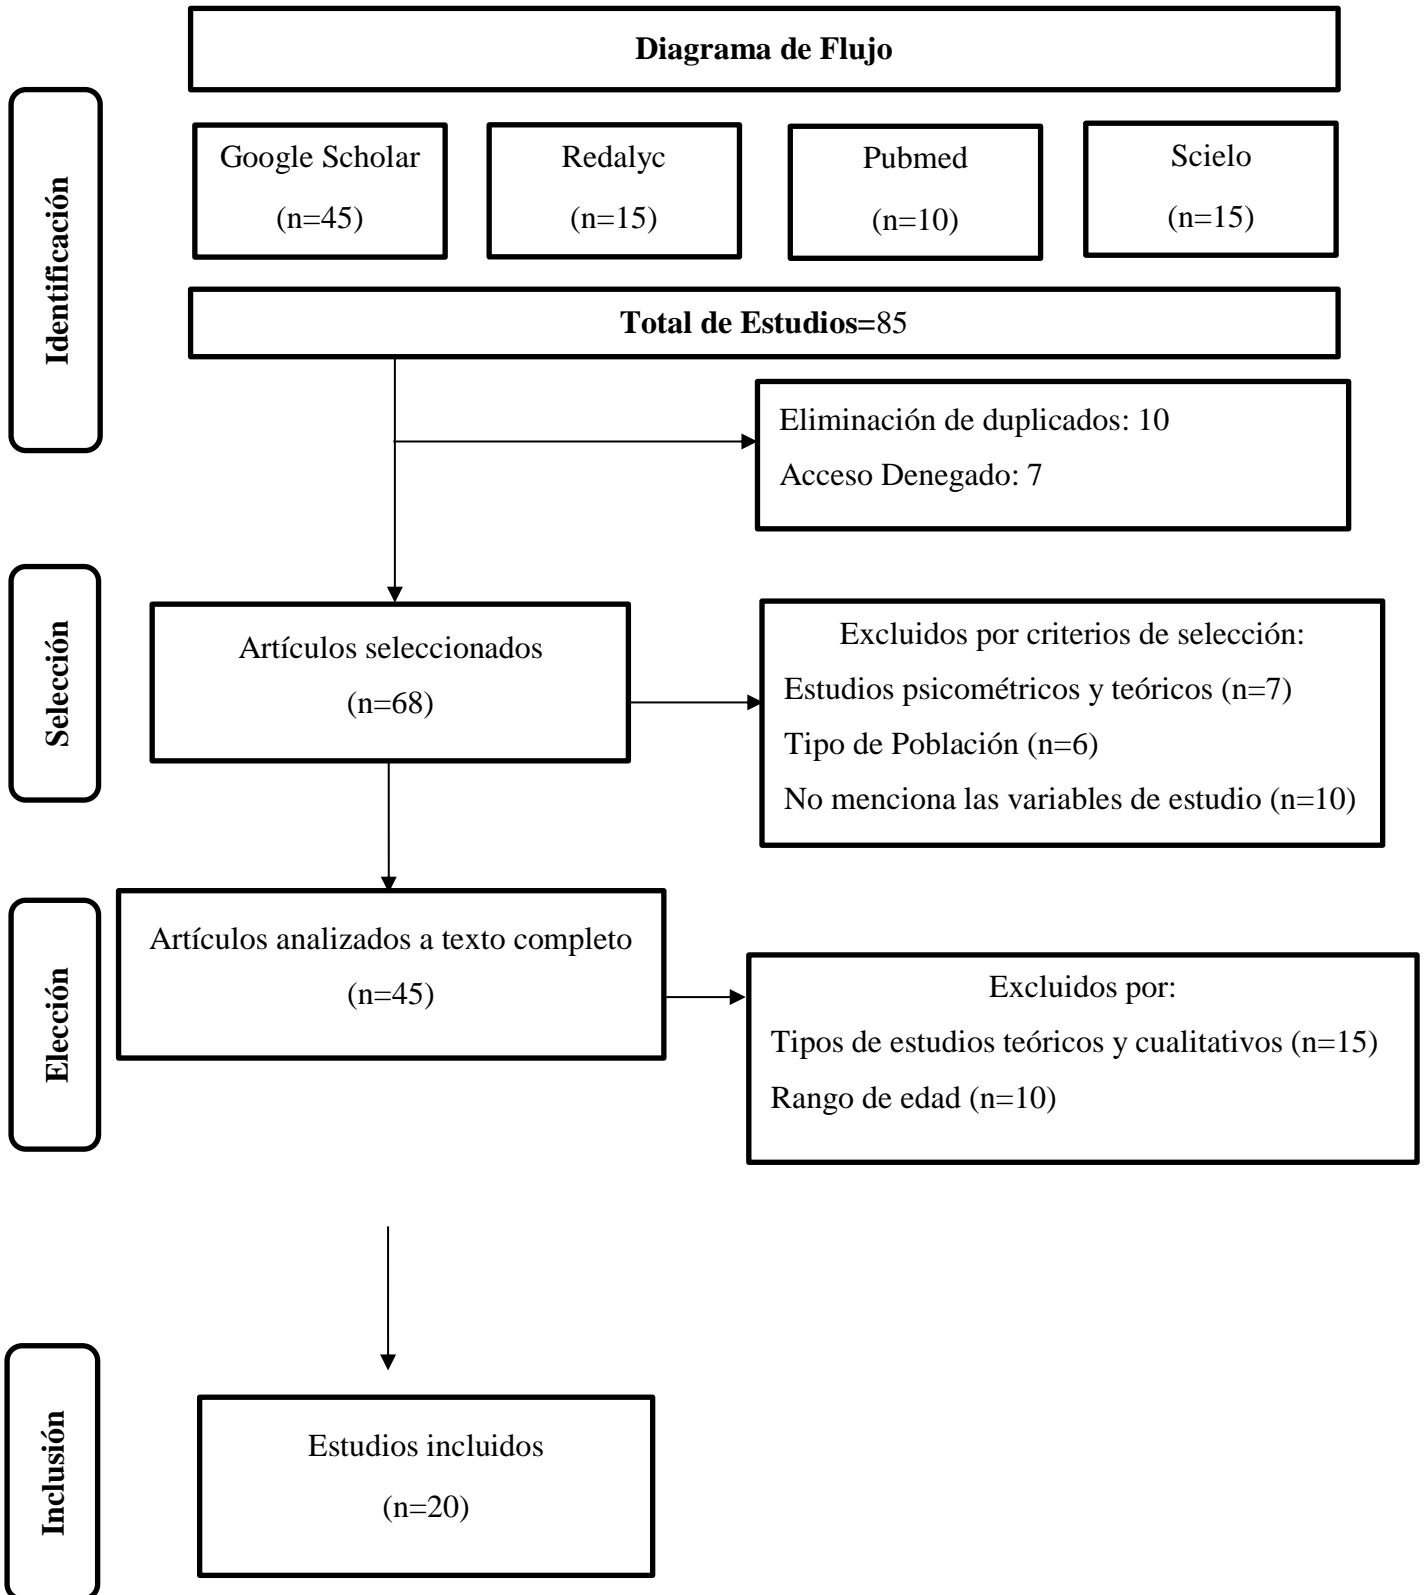 Diagrama de Flujo
Identificación
Google Scholar
(n=45)
Redalyc
(n=15)
Pubmed
(n=10)
Scielo
(n=15)
Total de Estudios=85
Eliminación de duplicados: 10
Acceso Denegado: 7
Selección
Artículos seleccionados
(n=68)
Excluidos por criterios de selección:
Estudios psicométricos y teóricos (n=7)
Tipo de Población (n=6)
No menciona las variables de estudio (n=10)
Elección
Artículos analizados a texto completo
(n=45)
Excluidos por:
Tipos de estudios teóricos y cualitativos (n=15)
Rango de edad (n=10)
Inclusión
Estudios incluidos
(n=20)